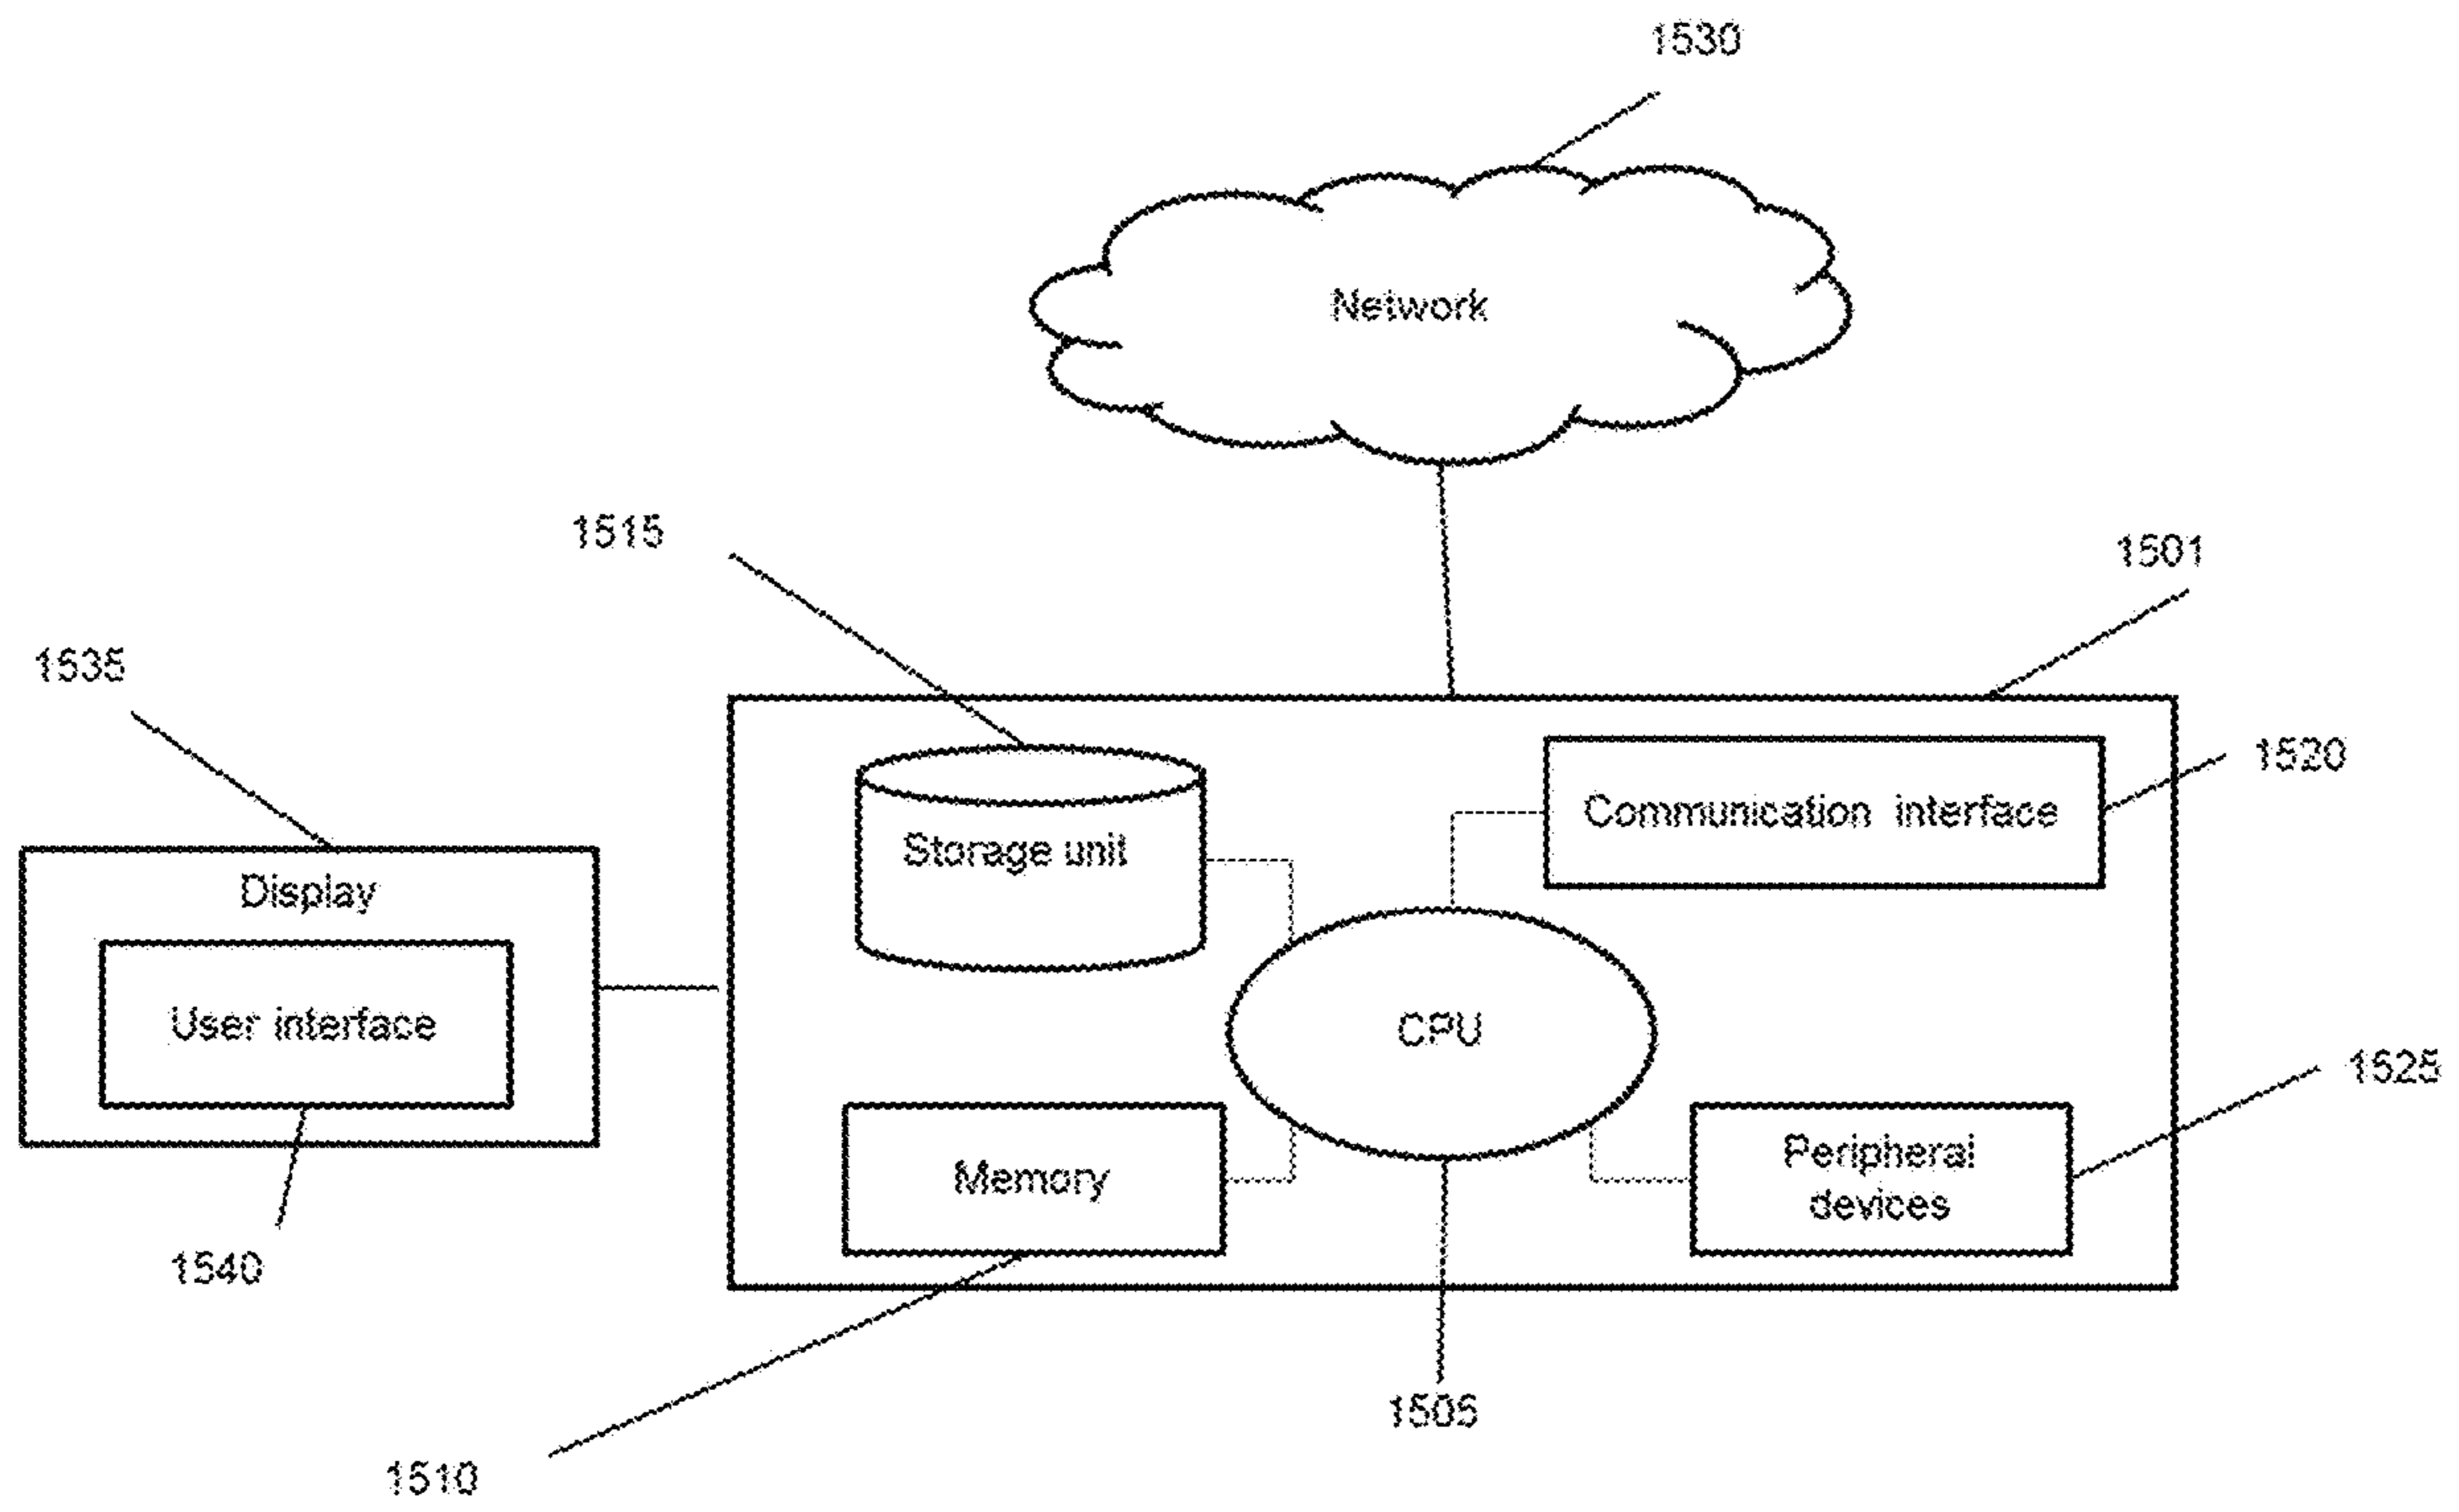 1530
Network
1515
1501
1535
1520
Communication interface
Storage unit
Display
User interface
CPU
1525
Peripheral
devices
Memory
1540
1505
1510